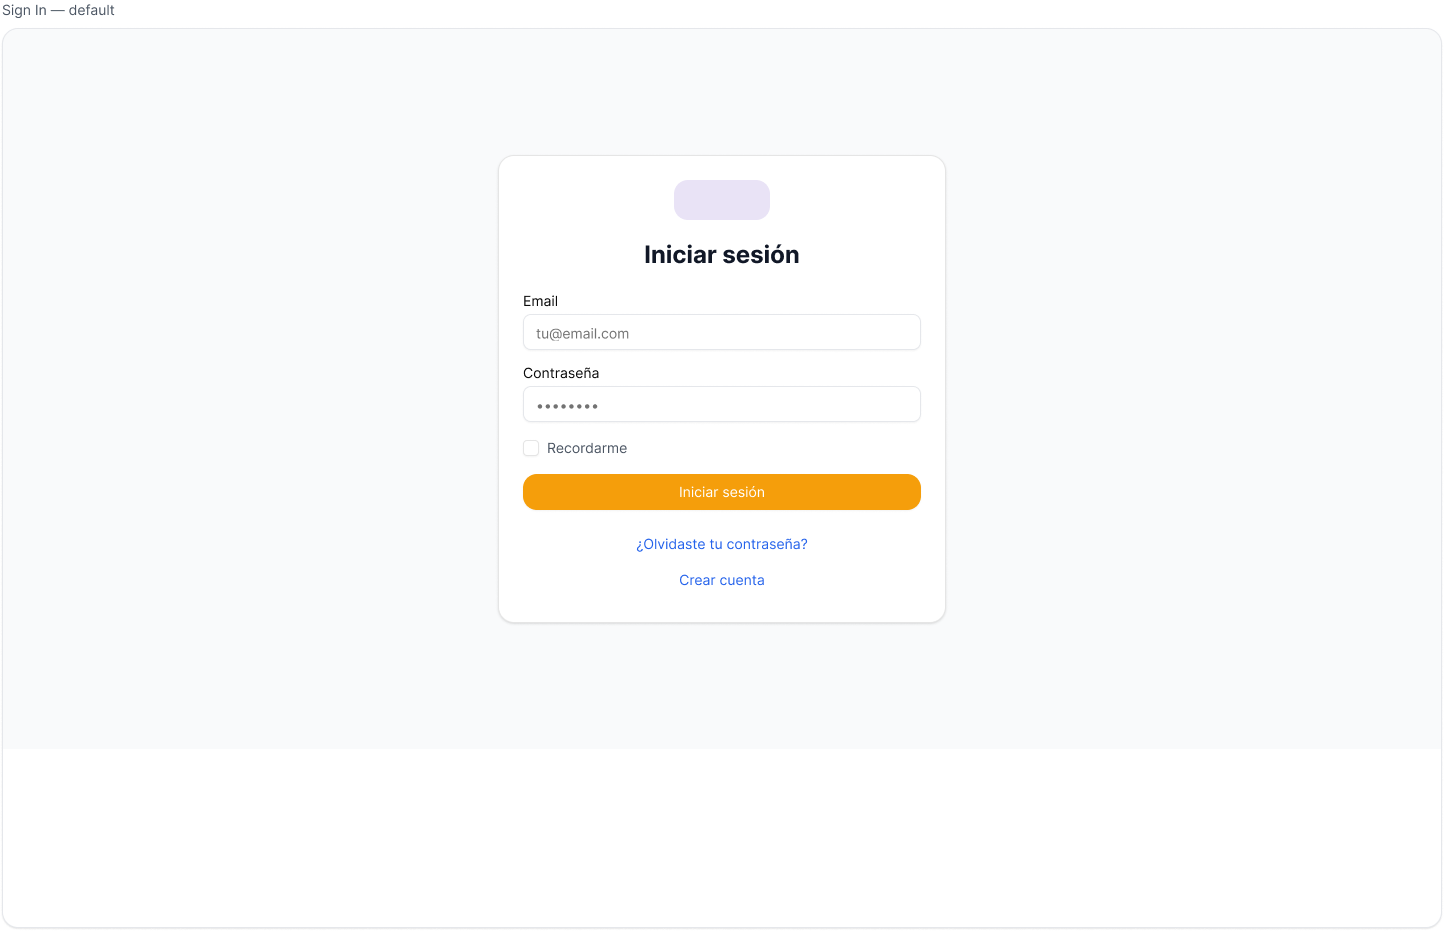 Sign In — default
Iniciar sesión
Email
tu@email.com
Contraseña
••••••••
Recordarme
Iniciar sesión
¿Olvidaste tu contraseña?
Crear cuenta